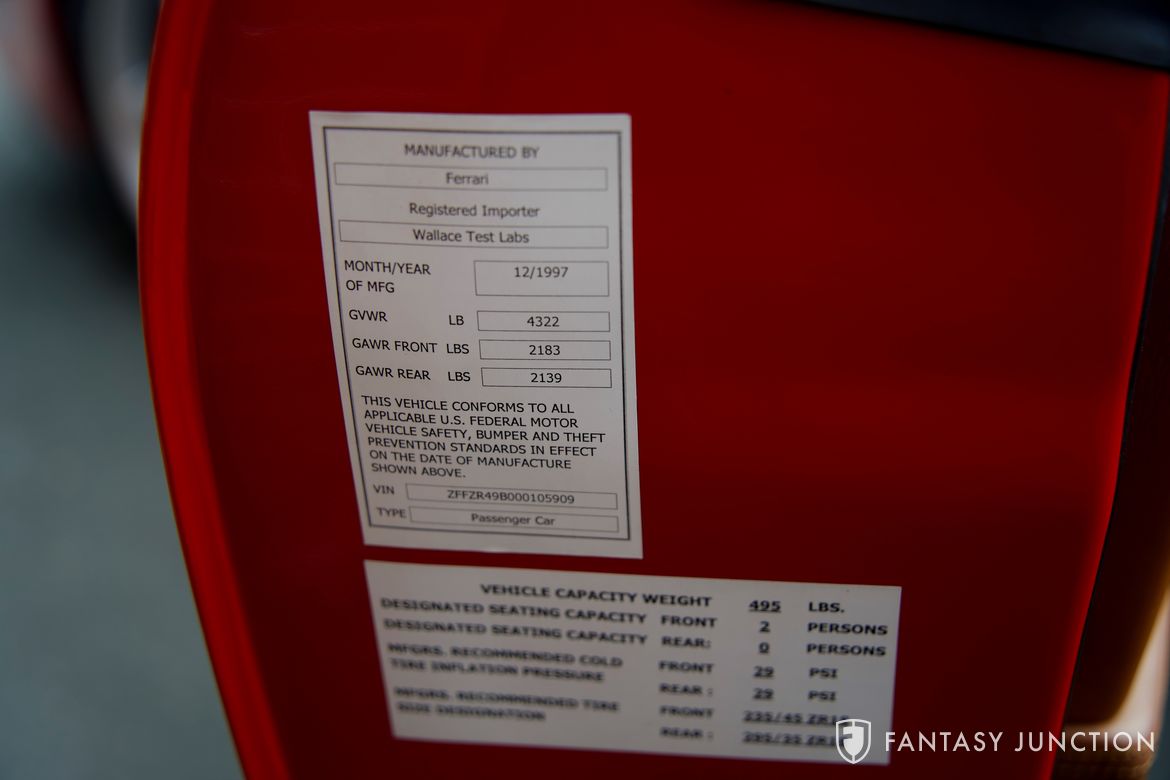 MANUFACTURED BY
Ferrari
Registered Importer
Wallace Test Labs
MONTH/YEAR 12/1997
OF MFG
GVWR LB 4322
GAWR FRONT LBS 2183
GAWR REAR LBS 2139
THIS VEHICLE CONFORMS TO ALL
APPLICABLE U.S. FEDERAL MOTOR
VEHICLE SAFETY, BUMPER AND THEFT
PREVENTION STANDARDS IN EFFECT
ON THE DATE OF MANUFACTURE
SHOWN ABOVE.
VIN ZFFZR49B000105909
TYPE Passenger Car
VEHICLE CAPACITY WEIGHT 495 LBS.
DESIGNATED SEATING CAPACITY FRONT 2 PERSONS
DESIGNATED SEATING CAPACITY REAR: 0 PERSONS
MFGRS. RECOMMENDED COLD FRONT 29 PSI
TIRE INFLATION PRESSURE REAR : 29 PSI
MFGRS. RECOMMENDED TIRE FRONT
SIZE DESIGNATION REAR :
FANTASY JUNCTION